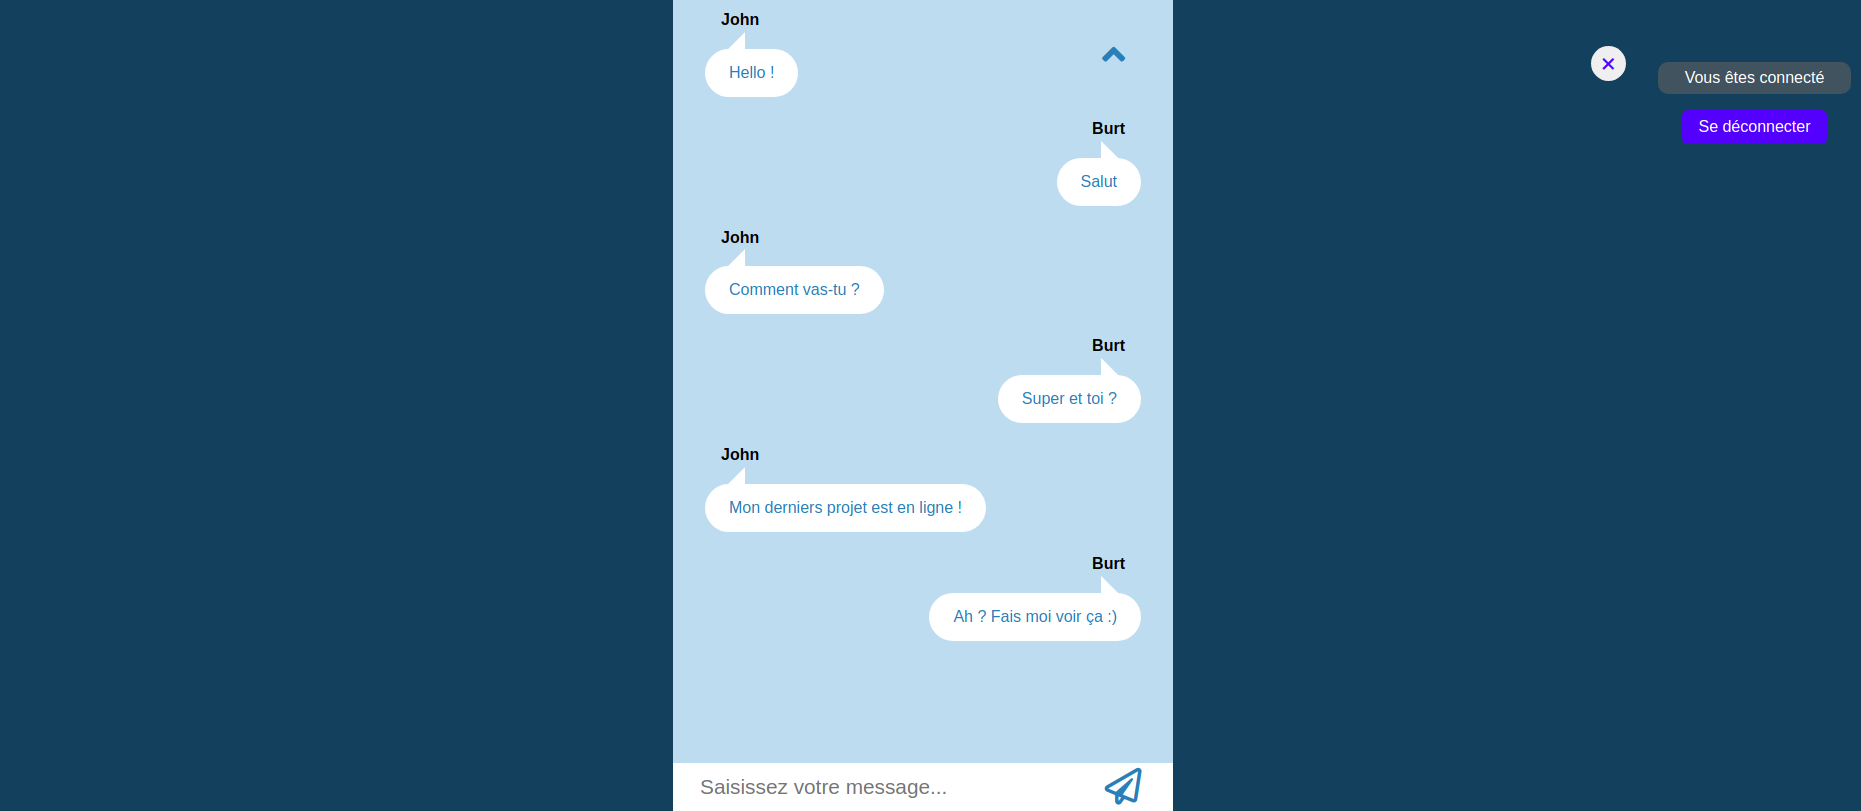 John
Hello !
Burt
Salut
John
Comment vas-tu ?
Burt
Super et toi ?
John
Mon derniers projet est en ligne !
Burt
Ah ? Fais moi voir ça :)
Saisissez votre message...
Vous êtes connecté
Se déconnecter